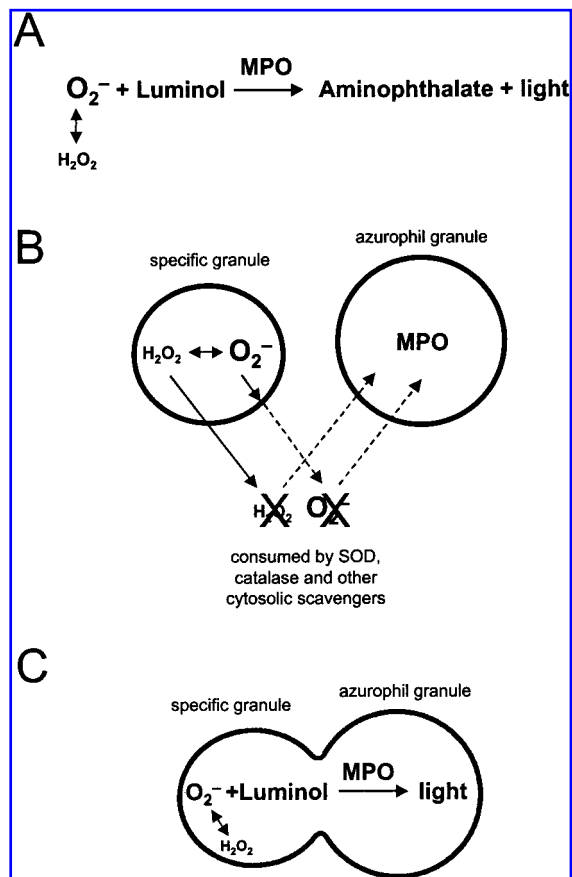 A
MPO
O₂⁻ + Luminol → Aminophthalate + light
H₂O₂
B
azurophil granule
specific granule
H₂O₂ ↔ O₂⁻
MPO
H₂O₂ O₂⁻
consumed by SOD,
catalase and other
cytosolic scavengers
C
azurophil granule
specific granule
MPO
O₂⁻ +Luminol → light
H₂O₂